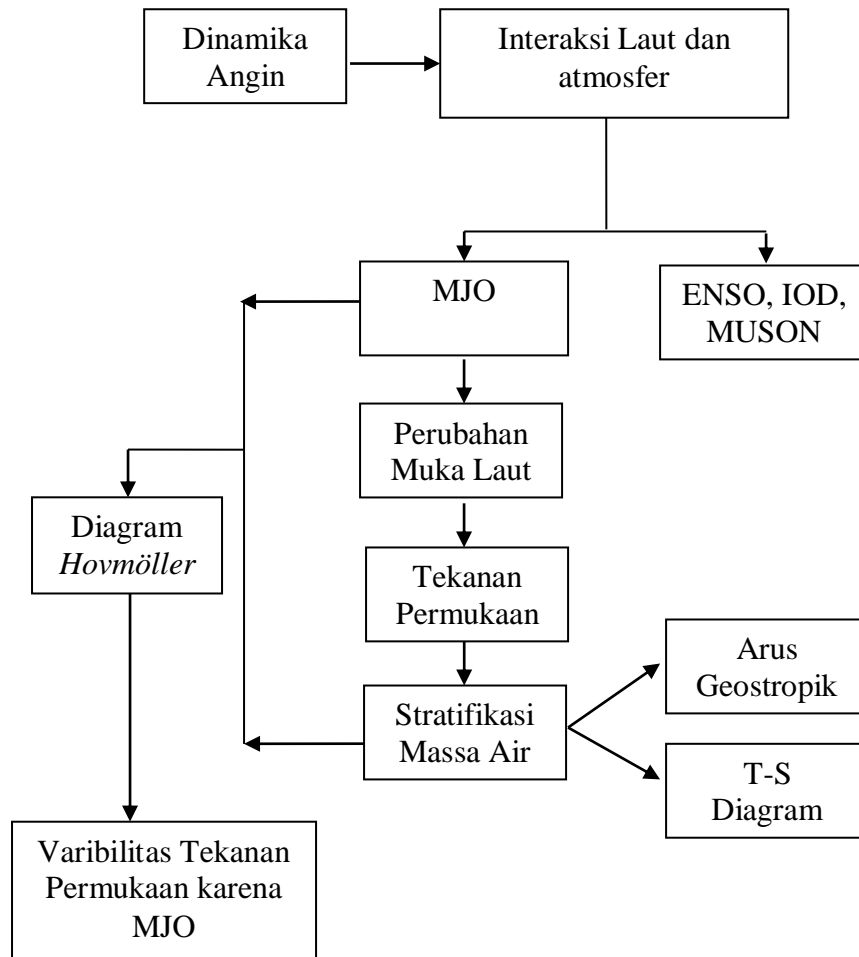 Dinamika
Angin
Interaksi Laut dan
atmosfer
MJO
ENSO, IOD,
MUSON
Perubahan
Muka Laut
Diagram
Hovmöller
Tekanan
Permukaan
Arus
Geostropik
Stratifikasi
Massa Air
T-S
Diagram
Varibilitas Tekanan
Permukaan karena
MJO